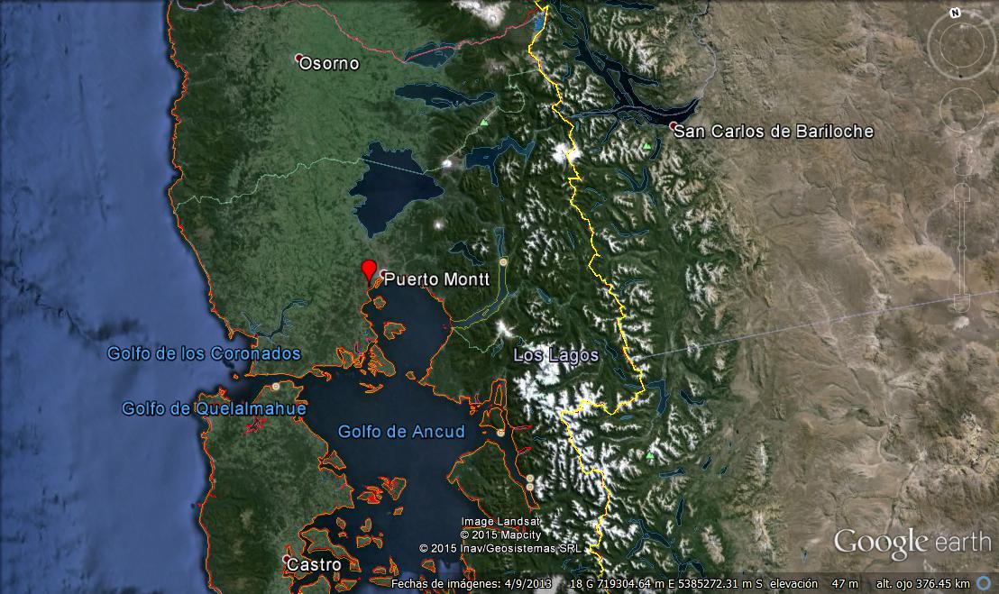 N
Osorno
San Carlos de Bariloche
Puerto Montt
Golfo de los Coronados
Los Lagos
Golfo de Quelalmahue
Golfo de Ancud
Image Landsat
© 2015 Mapcity
© 2015 Inav/Geosistemas SRL
Google earth
Castro
Fechas de imágenes: 4/9/2013 18 G 719304.64 m E 5385272.31 m S elevación 47 m alt. ojo 376.45 km